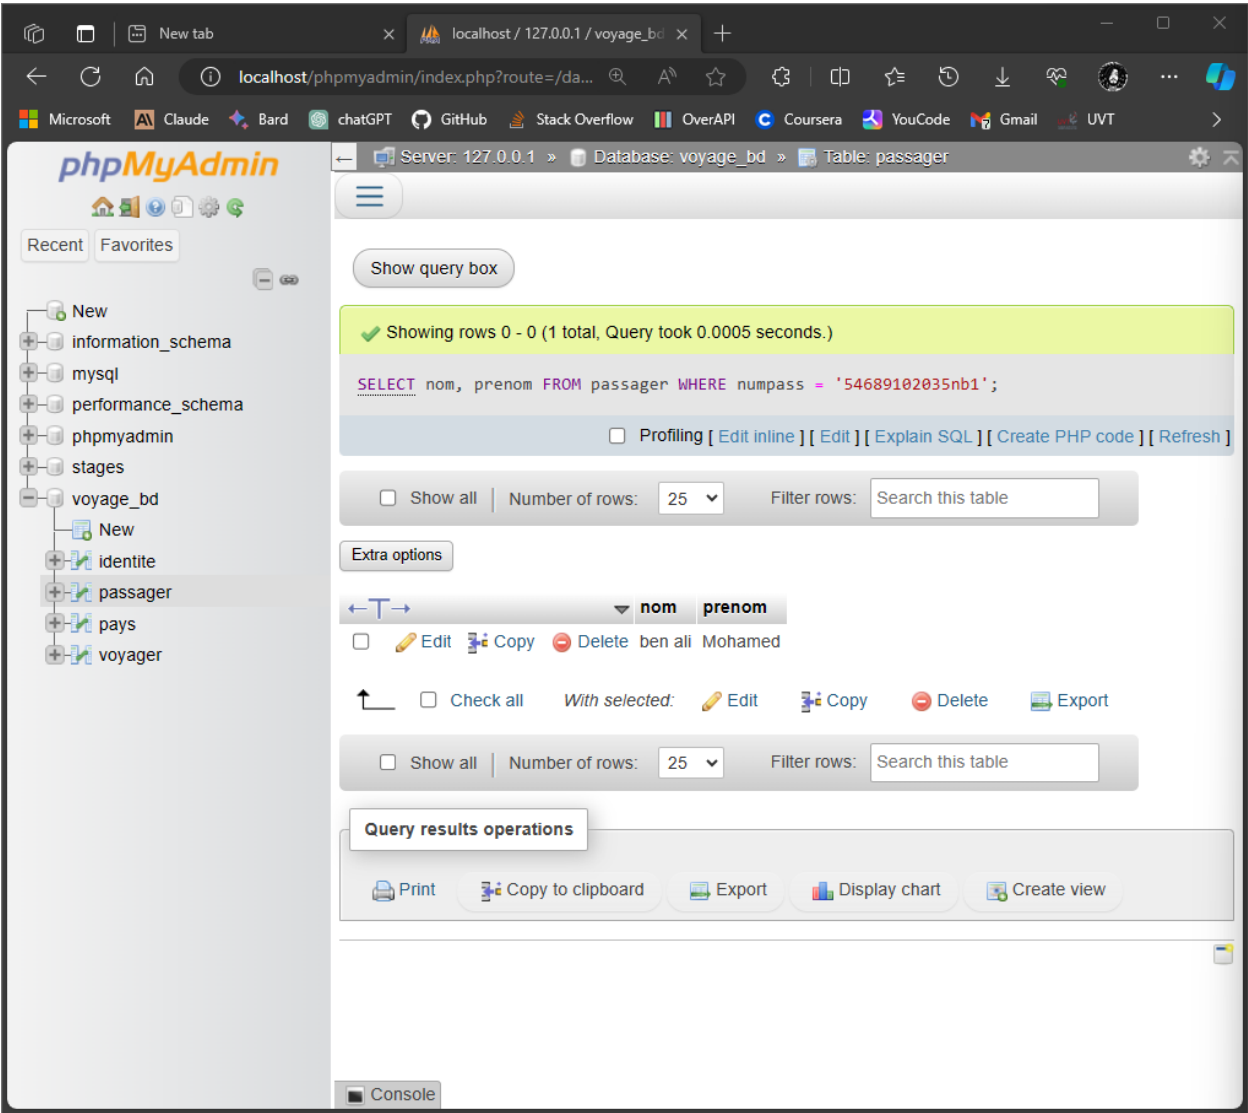 New tab
localhost / 127.0.0.1 / voyage_bd
localhost/phpmyadmin/index.php?route=/da...
Microsoft Claude Bard chatGPT GitHub Stack Overflow OverAPI Coursera YouCode Gmail UVT
phpMyAdmin
Recent Favorites
New
information_schema
mysql
performance_schema
phpmyadmin
stages
voyage_bd
New
identite
passager
pays
voyager
Server: 127.0.0.1 » Database: voyage_bd » Table: passager
Show query box
Showing rows 0 - 0 (1 total, Query took 0.0005 seconds.)
SELECT nom, prenom FROM passager WHERE numpass = '54689102035nb1';
Profiling [ Edit inline ] [ Edit ] [ Explain SQL ] [ Create PHP code ] [ Refresh ]
Show all Number of rows: 25 Filter rows: Search this table
Extra options
nom prenom
Edit Copy Delete ben ali Mohamed
Check all With selected: Edit Copy Delete Export
Show all Number of rows: 25 Filter rows: Search this table
Query results operations
Print Copy to clipboard Export Display chart Create view
Console